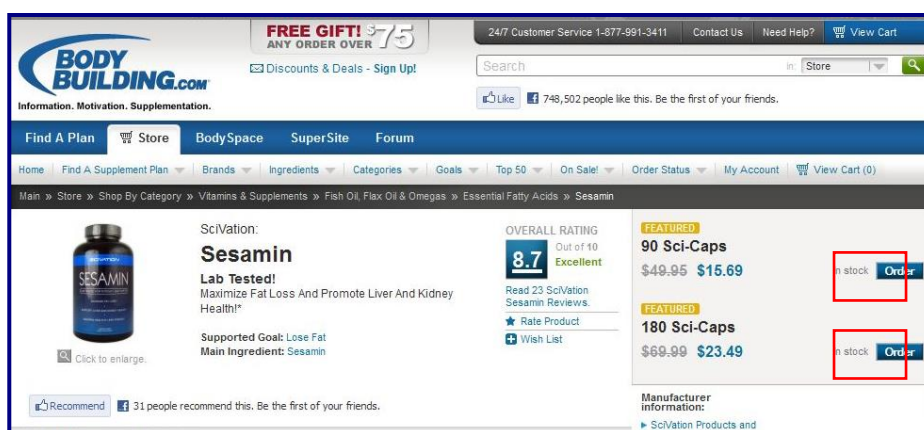 FREE GIFT! $75
ANY ORDER OVER
Discounts & Deals - Sign Up!
24/7 Customer Service 1-877-991-3411 Contact Us Need Help? View Cart
BODY
BUILDING.COM
Information. Motivation. Supplementation.
Search in: Store
Like 748,502 people like this. Be the first of your friends.
Find A Plan Store BodySpace SuperSite Forum
Home Find A Supplement Plan Brands Ingredients Categories Goals Top 50 On Sale! Order Status My Account View Cart (0)
Main » Store » Shop By Category » Vitamins & Supplements » Fish Oil, Flax Oil & Omegas » Essential Fatty Acids » Sesamin
SCIVATION
SESAMIN
Click to enlarge.
SciVation:
Sesamin
Lab Tested!
Maximize Fat Loss And Promote Liver And Kidney
Health!*
Supported Goal: Lose Fat
Main Ingredient: Sesamin
OVERALL RATING
8.7 Out of 10
Excellent
Read 23 SciVation
Sesamin Reviews.
Rate Product
Wish List
FEATURED
90 Sci-Caps
$49.95 $15.69 n stock Order
FEATURED
180 Sci-Caps
$69.99 $23.49 n stock Order
Recommend 31 people recommend this. Be the first of your friends.
Manufacturer
information:
SciVation Products and